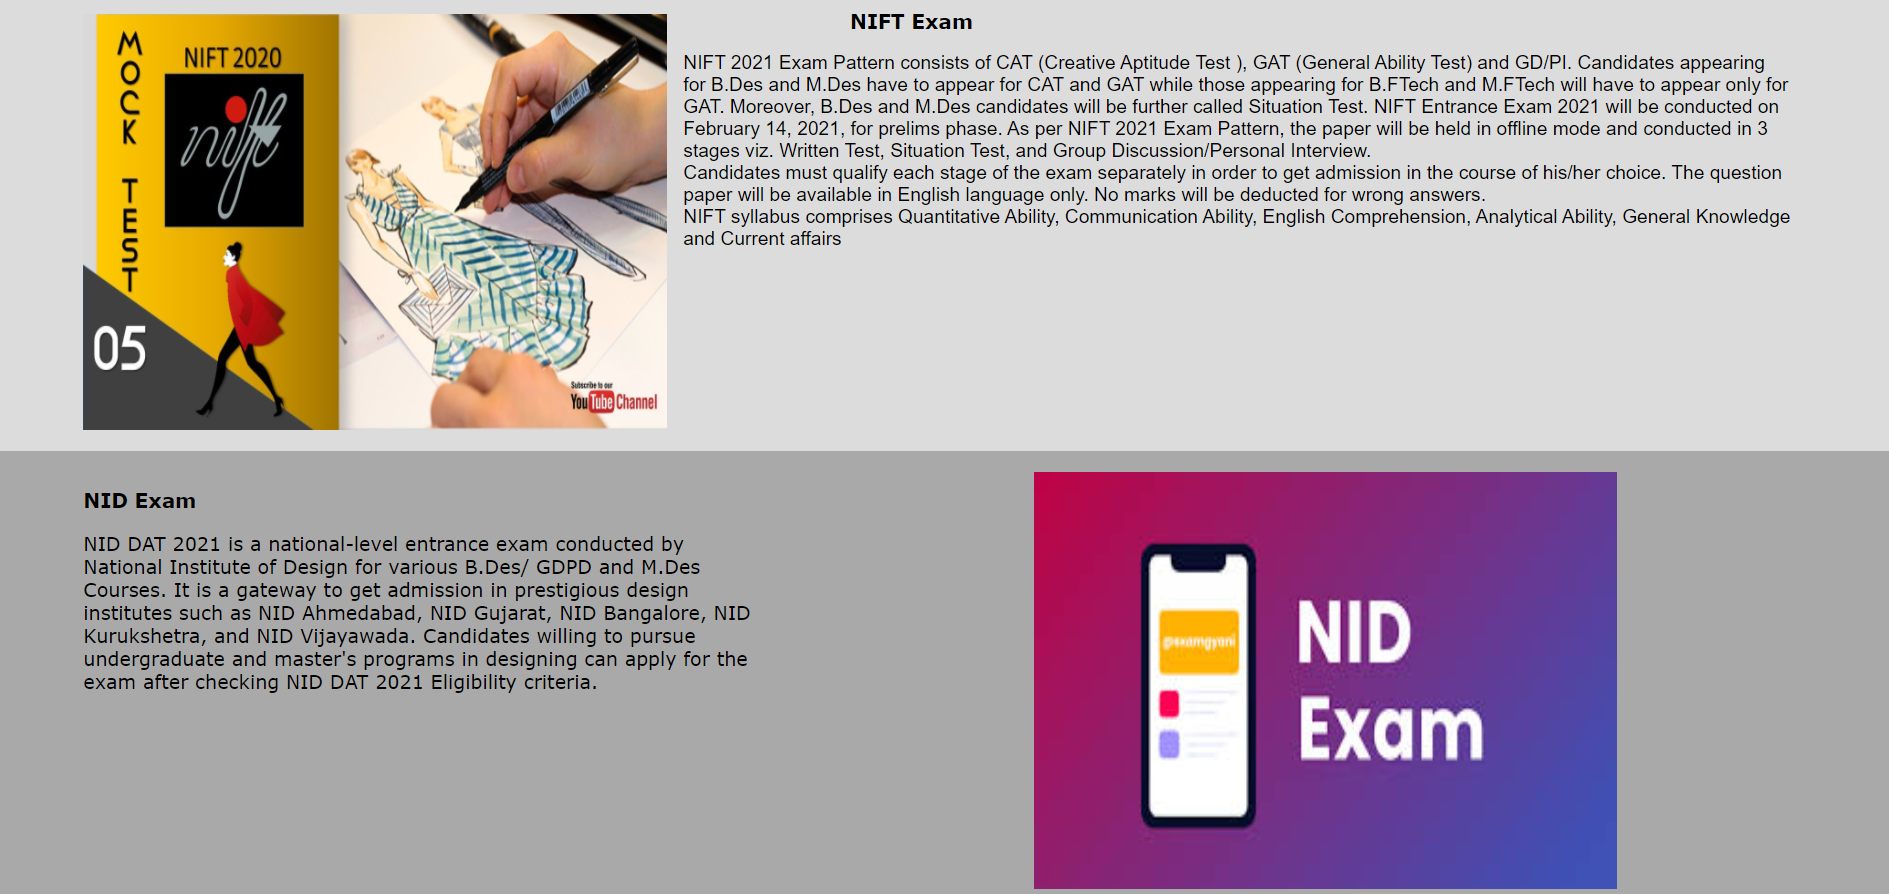 MOCK TEST
NIFT 2020
nift
05
Subscribe to our
YouTube Channel
NIFT Exam
NIFT 2021 Exam Pattern consists of CAT (Creative Aptitude Test ), GAT (General Ability Test) and GD/PI. Candidates appearing
for B.Des and M.Des have to appear for CAT and GAT while those appearing for B.FTech and M.FTech will have to appear only for
GAT. Moreover, B.Des and M.Des candidates will be further called Situation Test. NIFT Entrance Exam 2021 will be conducted on
February 14, 2021, for prelims phase. As per NIFT 2021 Exam Pattern, the paper will be held in offline mode and conducted in 3
stages viz. Written Test, Situation Test, and Group Discussion/Personal Interview.
Candidates must qualify each stage of the exam separately in order to get admission in the course of his/her choice. The question
paper will be available in English language only. No marks will be deducted for wrong answers.
NIFT syllabus comprises Quantitative Ability, Communication Ability, English Comprehension, Analytical Ability, General Knowledge
and Current affairs
NID Exam
NID DAT 2021 is a national-level entrance exam conducted by
National Institute of Design for various B.Des/ GDPD and M.Des
Courses. It is a gateway to get admission in prestigious design
institutes such as NID Ahmedabad, NID Gujarat, NID Bangalore, NID
Kurukshetra, and NID Vijayawada. Candidates willing to pursue
undergraduate and master's programs in designing can apply for the
exam after checking NID DAT 2021 Eligibility criteria.
@examgyani
NID
Exam